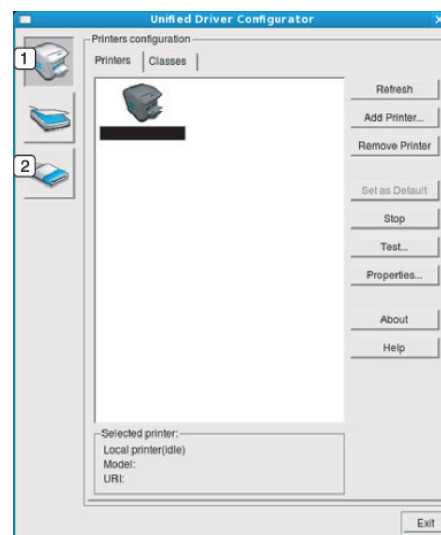 Unified Driver Configurator
1
2
Printers configuration
Printers
Classes
Refresh
Add Printer...
Remove Printer
Set as Default
Stop
Test...
Properties...
About
Help
Selected printer:
Local printer(idle)
Model:
URI:
Exit